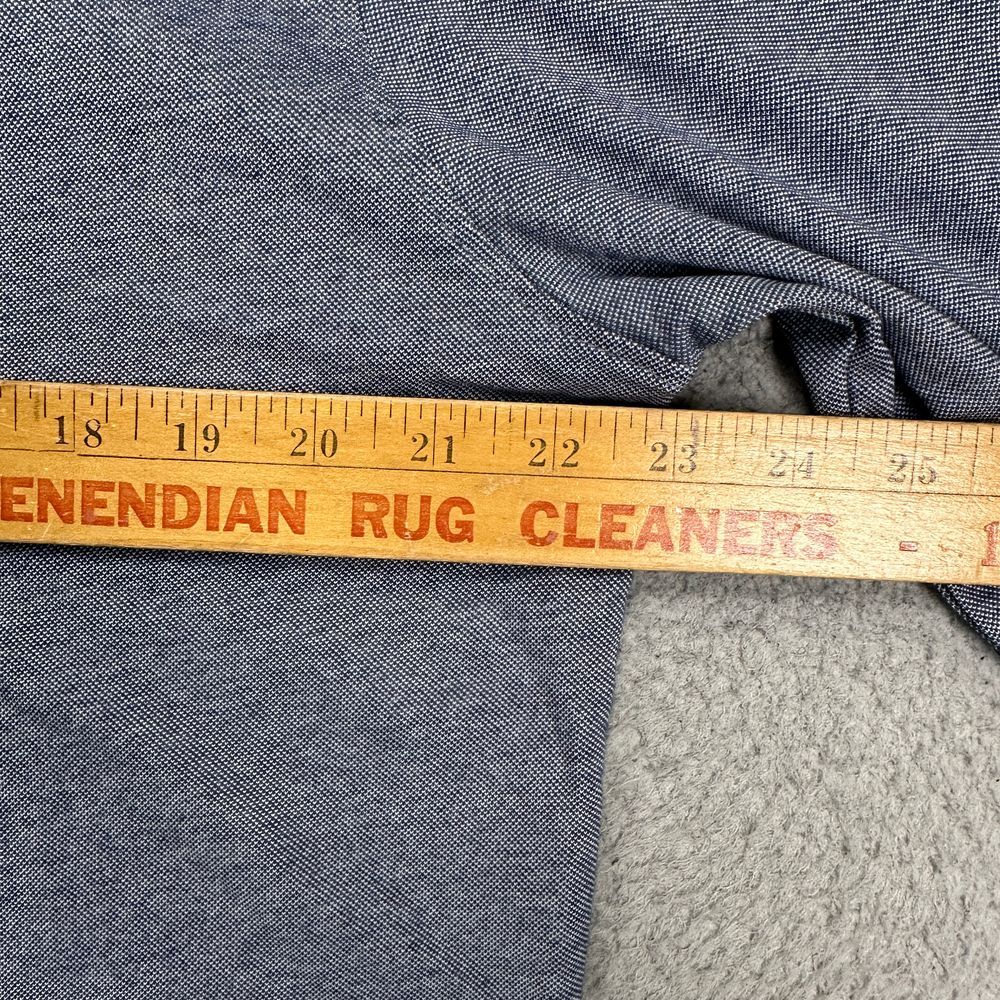 18 19 20 21 22 23 24 25
ENENDIAN RUG CLEANERS -